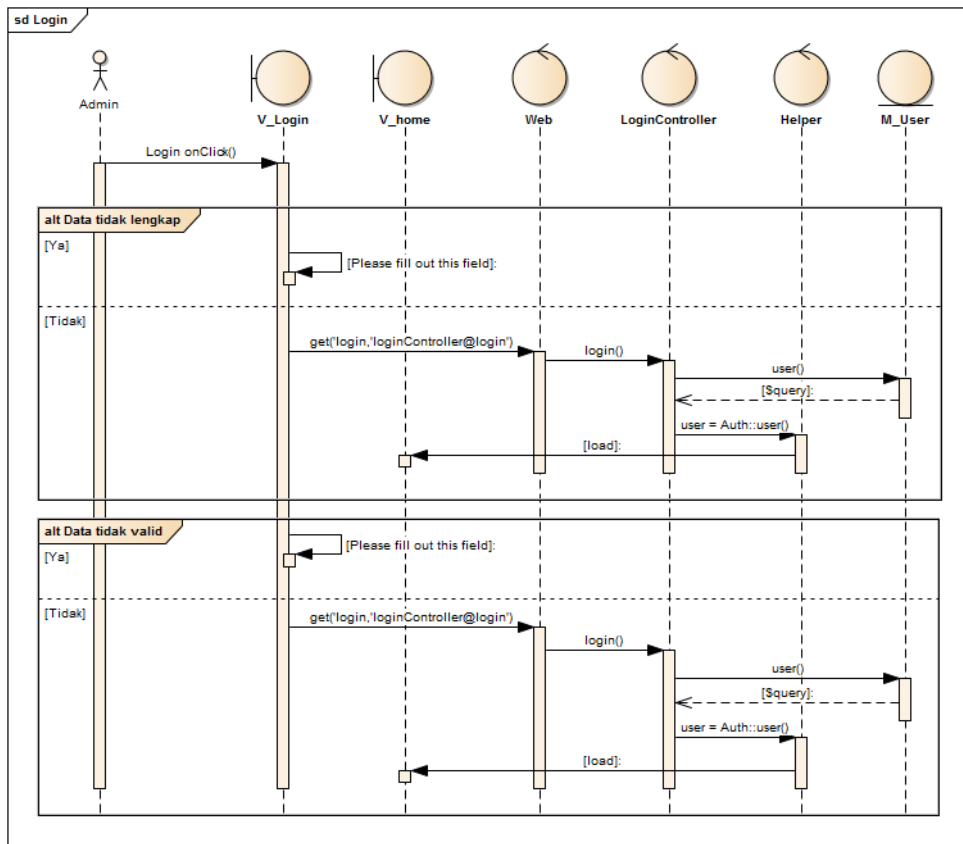 sd Login
Admin
V_Login
V_home
Web
LoginController
Helper
M_User
Login onClick()
alt Data tidak lengkap
[Ya]
[Please fill out this field]:
[Tidak]
get('login,'loginController@login')
login()
user()
[$query]:
user = Auth::user()
[load]:
alt Data tidak valid
[Please fill out this field]:
[Ya]
[Tidak]
get('login,'loginController@login')
login()
user()
[$query]:
user = Auth::user()
[load]: